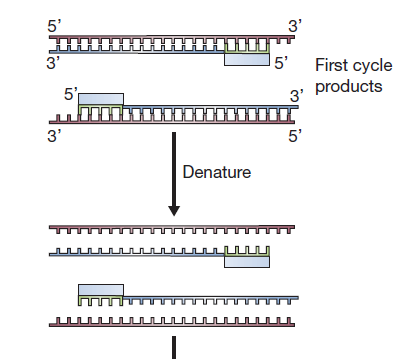 5’ 3’
3’ 5’
First cycle
products
5’ 3’
3’ 5’
Denature